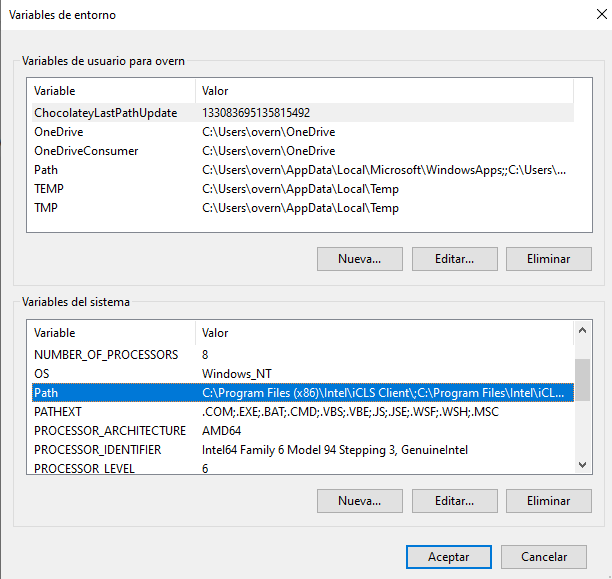 Variables de entorno
Variables de usuario para overn
Variable Valor
ChocolateyLastPathUpdate 133083695135815492
OneDrive C:\Users\overn\OneDrive
OneDriveConsumer C:\Users\overn\OneDrive
Path C:\Users\overn\AppData\Local\Microsoft\WindowsApps;;C:\Users\...
TEMP C:\Users\overn\AppData\Local\Temp
TMP C:\Users\overn\AppData\Local\Temp
Nueva... Editar... Eliminar
Variables del sistema
Variable Valor
NUMBER_OF_PROCESSORS 8
OS Windows_NT
Path C:\Program Files (x86)\Intel\iCLS Client\;C:\Program Files\Intel\iCL...
PATHEXT .COM;.EXE;.BAT;.CMD;.VBS;.VBE;.JS;.JSE;.WSF;.WSH;.MSC
PROCESSOR_ARCHITECTURE AMD64
PROCESSOR_IDENTIFIER Intel64 Family 6 Model 94 Stepping 3, GenuineIntel
PROCESSOR_LEVEL 6
Nueva... Editar... Eliminar
Aceptar Cancelar